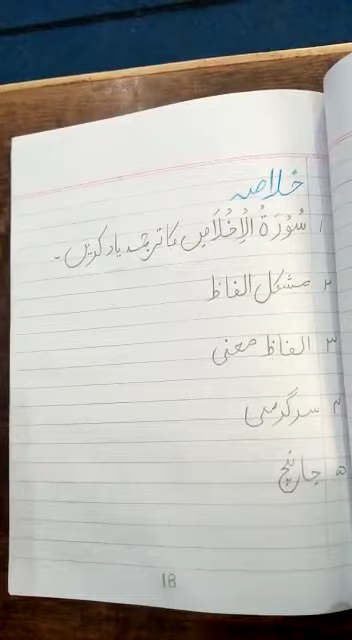 خلاصہ
۱ سُوْرَةُ الْاِخْلَاص کا ترجمہ یاد کریں۔
۲ مشکل الفاظ
۳ الفاظ معنی
۴ سرگرمی
۵ جانچ
18